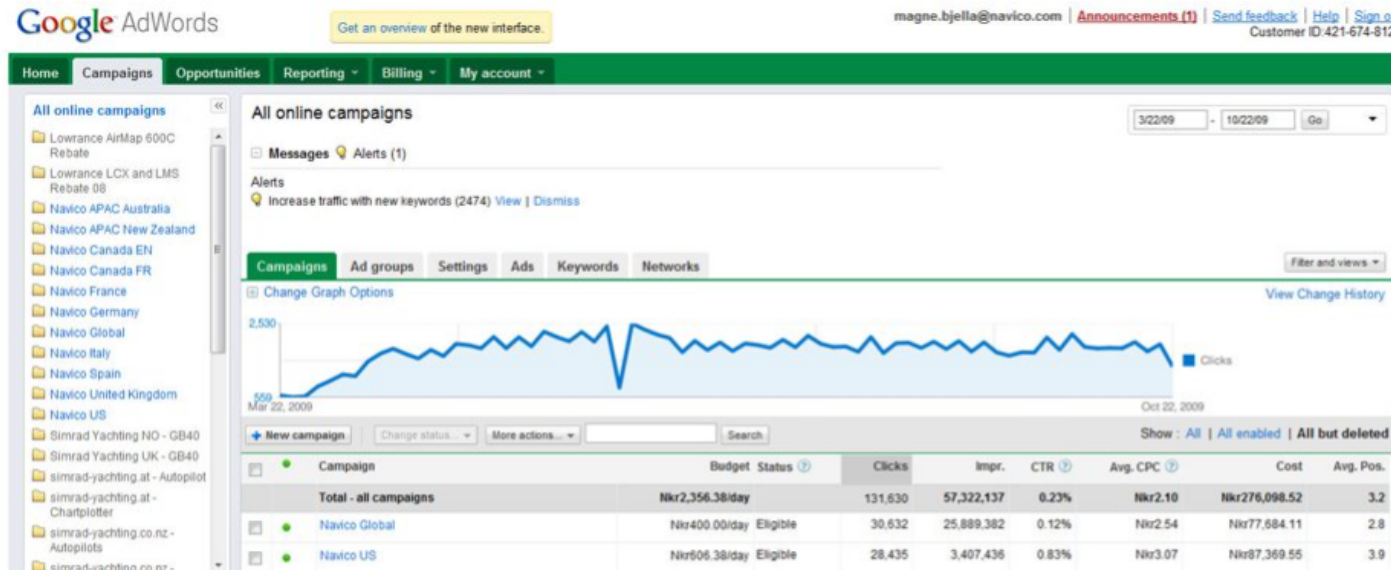 Google AdWords
Get an overview of the new interface.
magne.bjella@navico.com | Announcements (1) | Send feedback | Help | Sign o
Customer ID:421-674-812
Home Campaigns Opportunities Reporting Billing My account
All online campaigns
Lowrance AirMap 600C
Rebate
Lowrance LCX and LMS
Rebate 08
Navico APAC Australia
Navico APAC New Zealand
Navico Canada EN
Navico Canada FR
Navico France
Navico Germany
Navico Global
Navico Italy
Navico Spain
Navico United Kingdom
Navico US
Simrad Yachting NO - GB40
Simrad Yachting UK - GB40
simrad-yachting.at - Autopilot
simrad-yachting.at -
Chartplotter
simrad-yachting.co.nz -
Autopilots
simrad-yachting.co.nz -
All online campaigns
3/22/09 - 10/22/09 Go
Messages Alerts (1)
Alerts
Increase traffic with new keywords (2474) View | Dismiss
Campaigns Ad groups Settings Ads Keywords Networks
Filter and views
Change Graph Options
View Change History
2,530
Clicks
559
Mar 22, 2009 Oct 22, 2009
New campaign Change status... More actions... Search
Show : All | All enabled | All but deleted
Campaign Budget Status Clicks Impr. CTR Avg. CPC Cost Avg. Pos.
Total - all campaigns Nkr2,356.38/day 131,630 57,322,137 0.23% Nkr2.10 Nkr276,098.52 3.2
Navico Global Nkr400.00/day Eligible 30,632 25,889,382 0.12% Nkr2.54 Nkr77,684.11 2.8
Navico US Nkr606.38/day Eligible 28,435 3,407,436 0.83% Nkr3.07 Nkr87,369.55 3.9